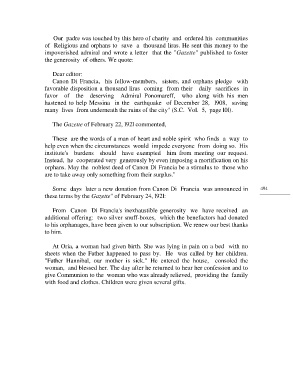 Our padre was touched by this hero of charity and ordered his communities
of Religious and orphans to save a thousand liras. He sent this money to the
impoverished admiral and wrote a letter that the "Gazette" published to foster
the generosity of others. We quote:
Dear editor:
Canon Di Francia, his fellow-members, sisters, and orphans pledge with
favorable disposition a thousand liras coming from their daily sacrifices in
favor of the deserving Admiral Ponomareff, who along with his men
hastened to help Messina in the earthquake of December 28, 1908, saving
many lives from underneath the ruins of the city" (S.C. Vol. 5, page 100).
The Gazette of February 22, 1921 commented,
These are the words of a man of heart and noble spirit who finds a way to
help even when the circumstances would impede everyone from doing so. His
institute's burdens should have exempted him from meeting our request.
Instead, he cooperated very generously by even imposing a mortification on his
orphans. May the noblest deed of Canon Di Francia be a stimulus to those who
are to take away only something from their surplus."
Some days later a new donation from Canon Di Francia was announced in
these terms by the Gazette" of February 24, 1921:
From Canon Di Francia's inexhaustible generosity we have received an
additional offering: two silver snuff-boxes, which the benefactors had donated
to his orphanages, have been given to our subscription. We renew our best thanks
to him.
At Oria, a woman had given birth. She was lying in pain on a bed with no
sheets when the Father happened to pass by. He was called by her children.
"Father Hannibal, our mother is sick." He entered the house, consoled the
woman, and blessed her. The day after he returned to hear her confession and to
give Communion to the woman who was already relieved, providing the family
with food and clothes. Children were given several gifts.